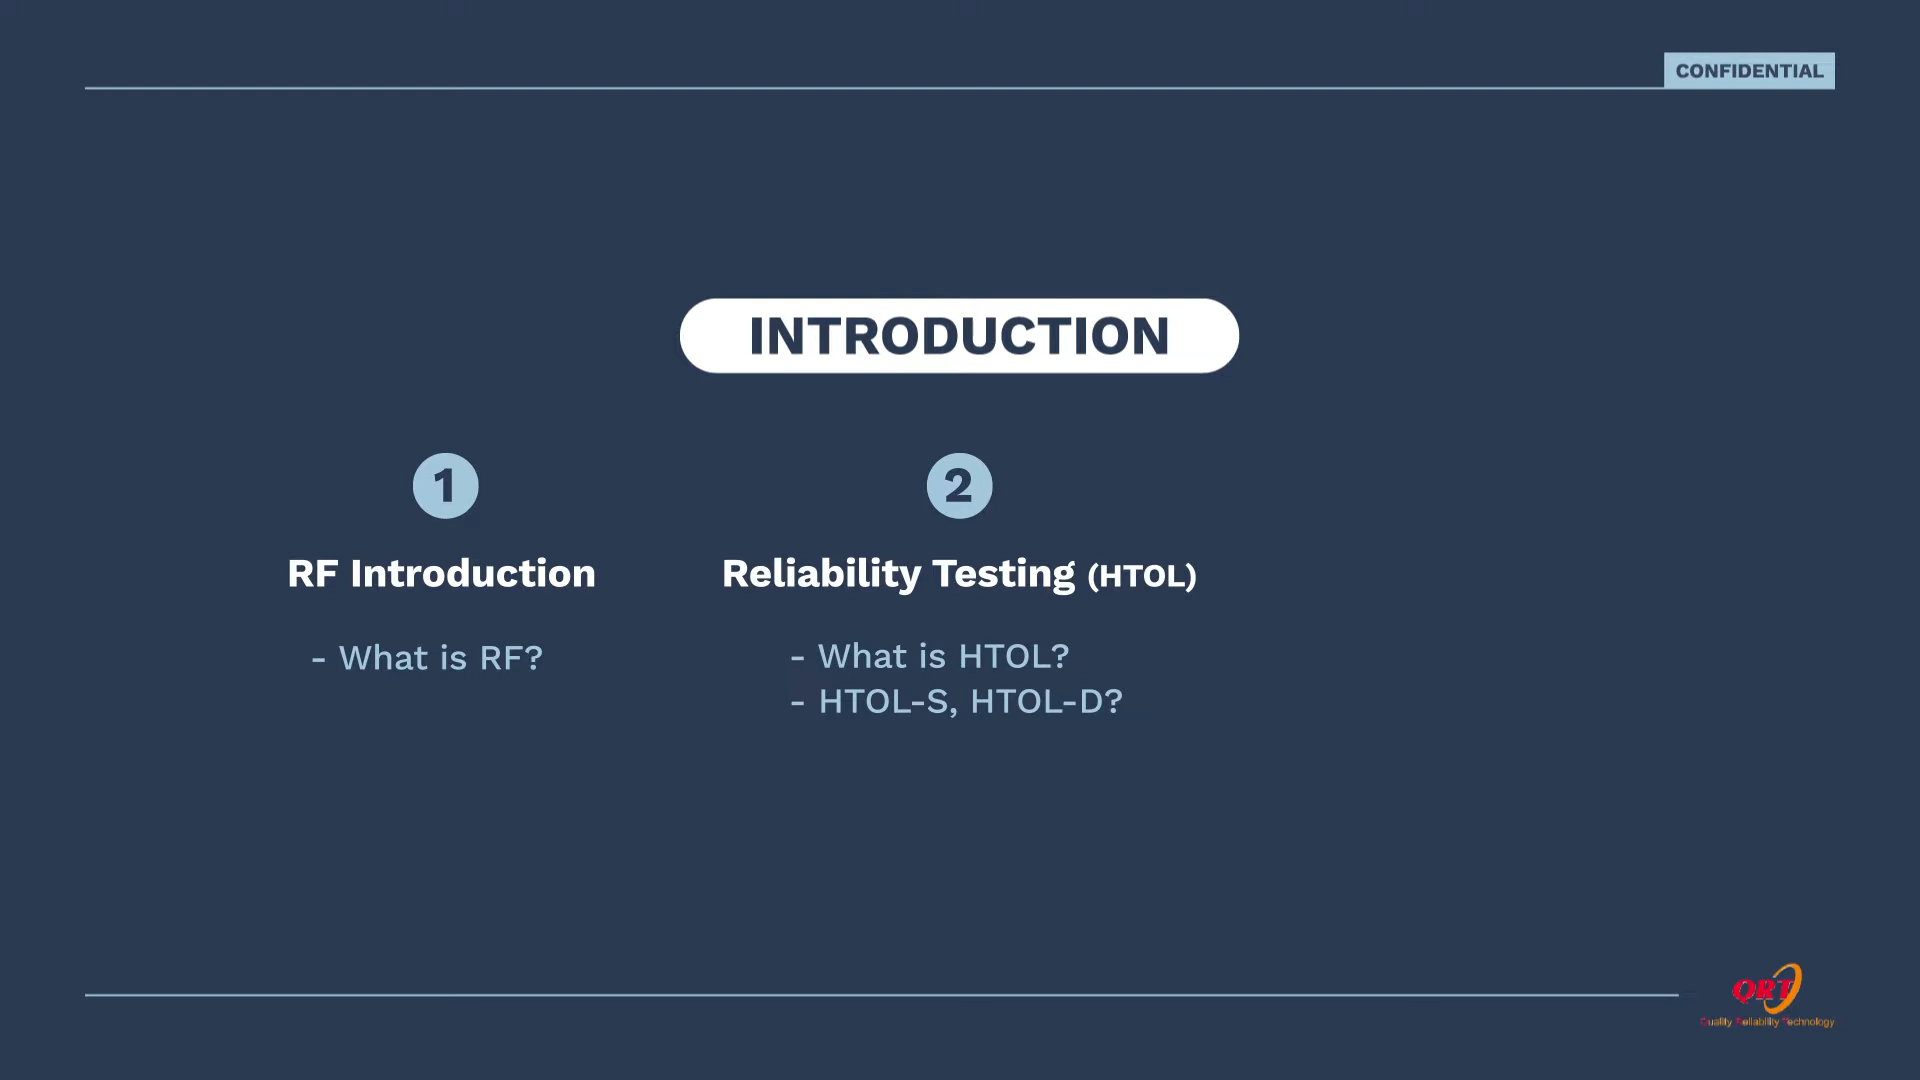 CONFIDENTIAL
INTRODUCTION
1
RF Introduction
- What is RF?
2
Reliability Testing (HTOL)
- What is HTOL?
- HTOL-S, HTOL-D?
QRT
Quality Reliability Technology